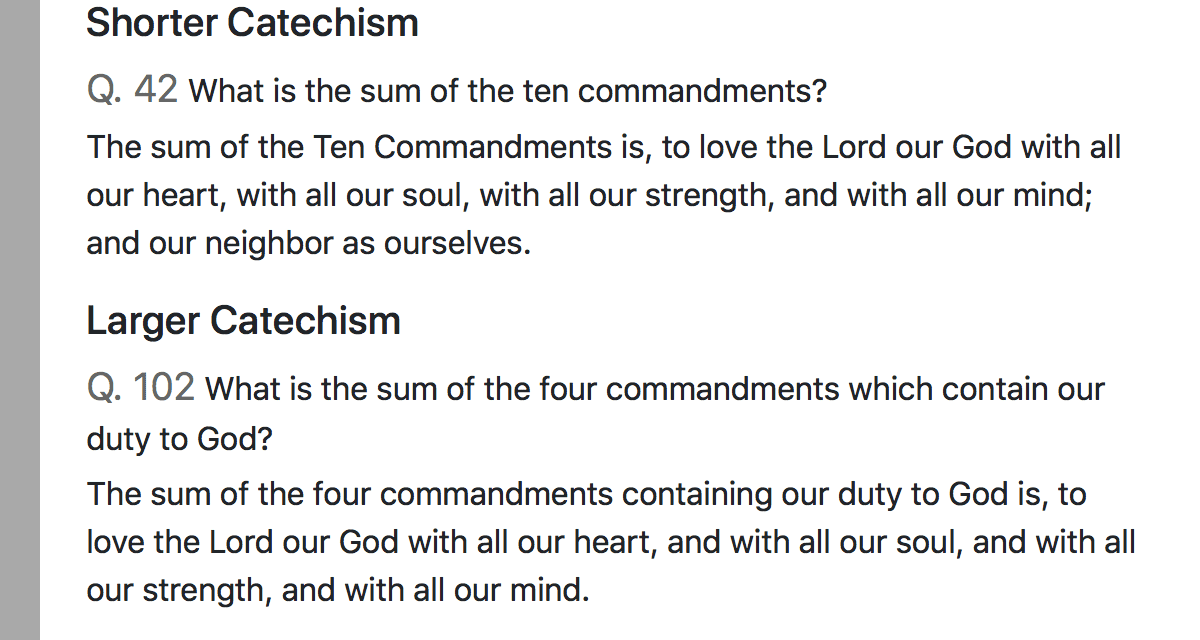 Shorter Catechism
Q. 42 What is the sum of the ten commandments?
The sum of the Ten Commandments is, to love the Lord our God with all
our heart, with all our soul, with all our strength, and with all our mind;
and our neighbor as ourselves.
Larger Catechism
Q. 102 What is the sum of the four commandments which contain our
duty to God?
The sum of the four commandments containing our duty to God is, to
love the Lord our God with all our heart, and with all our soul, and with all
our strength, and with all our mind.